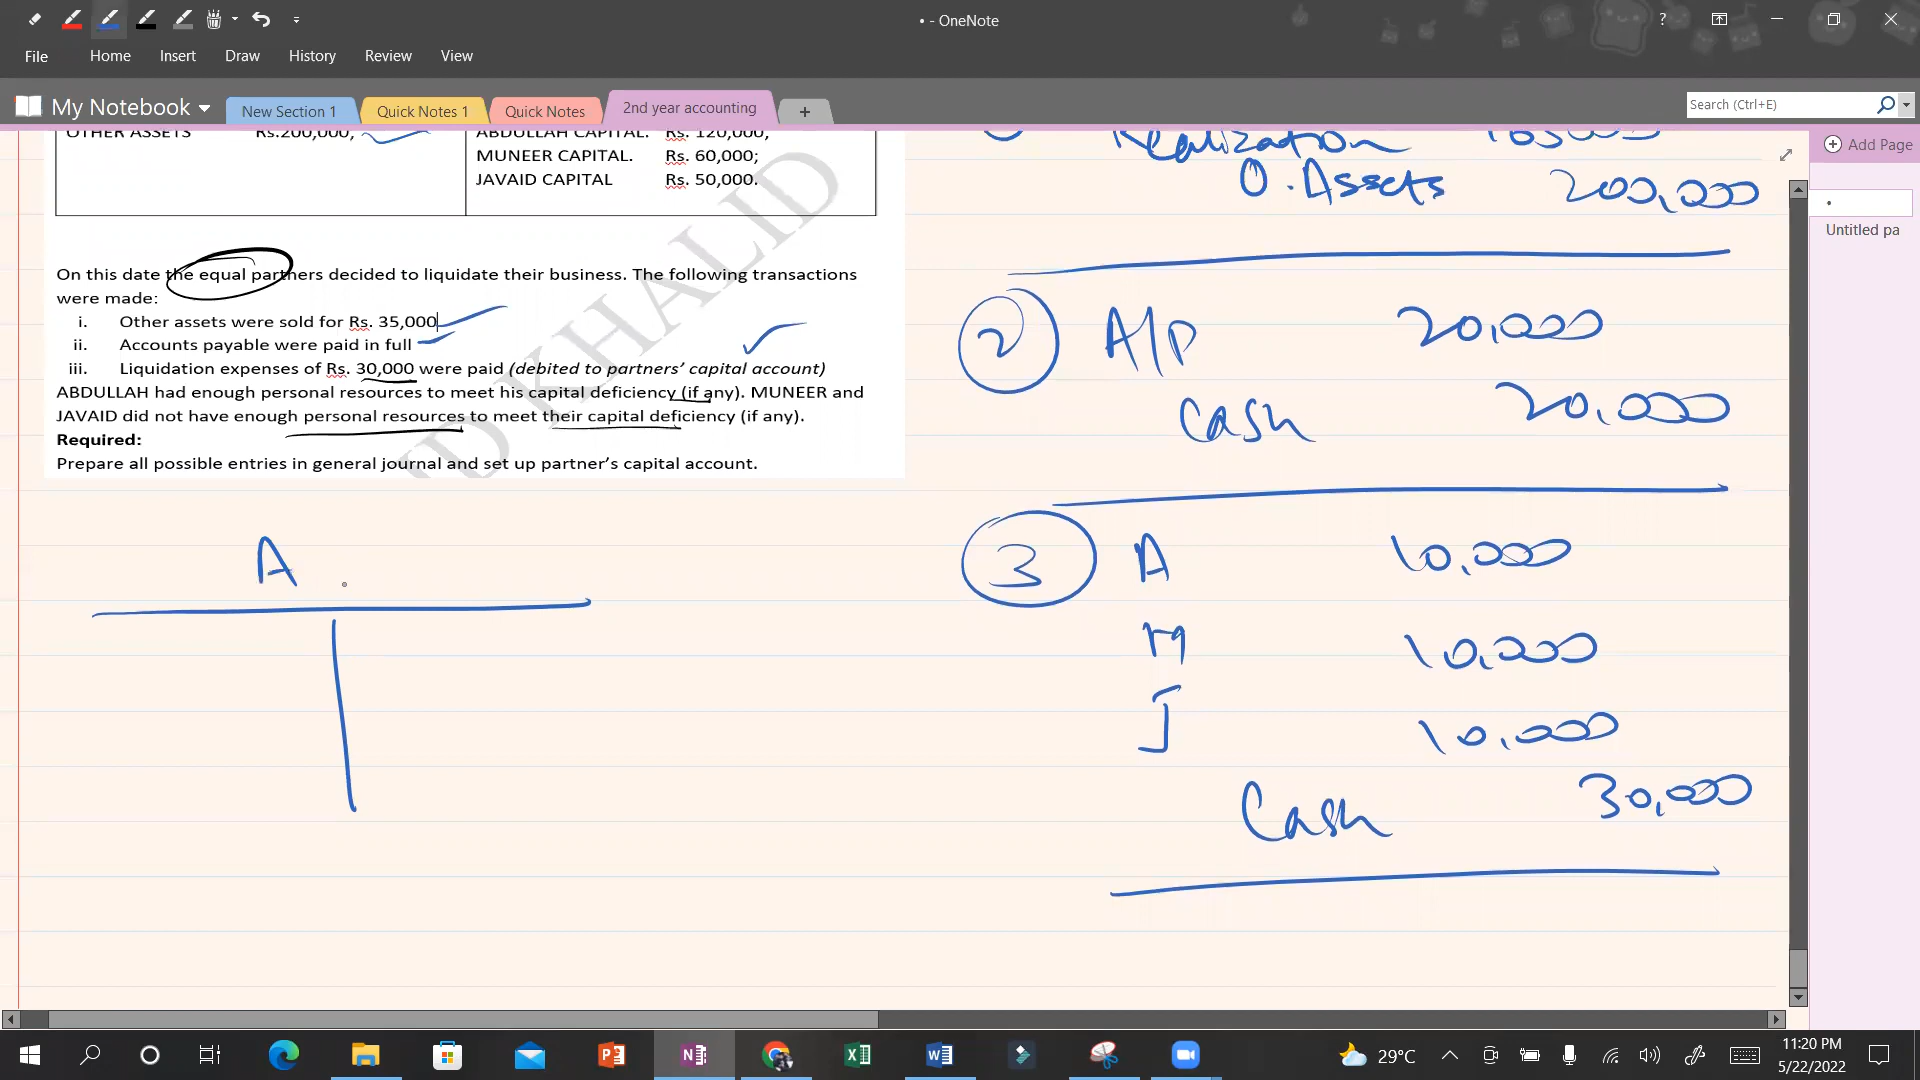 • - OneNote
?
File
Home
Insert
Draw
History
Review
View
My Notebook
New Section 1
Quick Notes 1
Quick Notes
2nd year accounting
+
Search (Ctrl+E)
Add Page
•
Untitled pa
OTHER ASSETS Rs.200,000;
ABDULLAH CAPITAL. Rs. 120,000;
MUNEER CAPITAL. Rs. 60,000;
JAVAID CAPITAL Rs. 50,000.
On this date the equal partners decided to liquidate their business. The following transactions
were made:
i. Other assets were sold for Rs. 35,000
ii. Accounts payable were paid in full
iii. Liquidation expenses of Rs. 30,000 were paid (debited to partners' capital account)
ABDULLAH had enough personal resources to meet his capital deficiency (if any). MUNEER and
JAVAID did not have enough personal resources to meet their capital deficiency (if any).
Required:
Prepare all possible entries in general journal and set up partner's capital account.
KHALID
A
Realization 165000
O. Assets 200,000
2 A/P 20,000
Cash 20,000
3 A 10,000
M 10,000
J 10,000
Cash 30,000
29°C
11:20 PM
5/22/2022